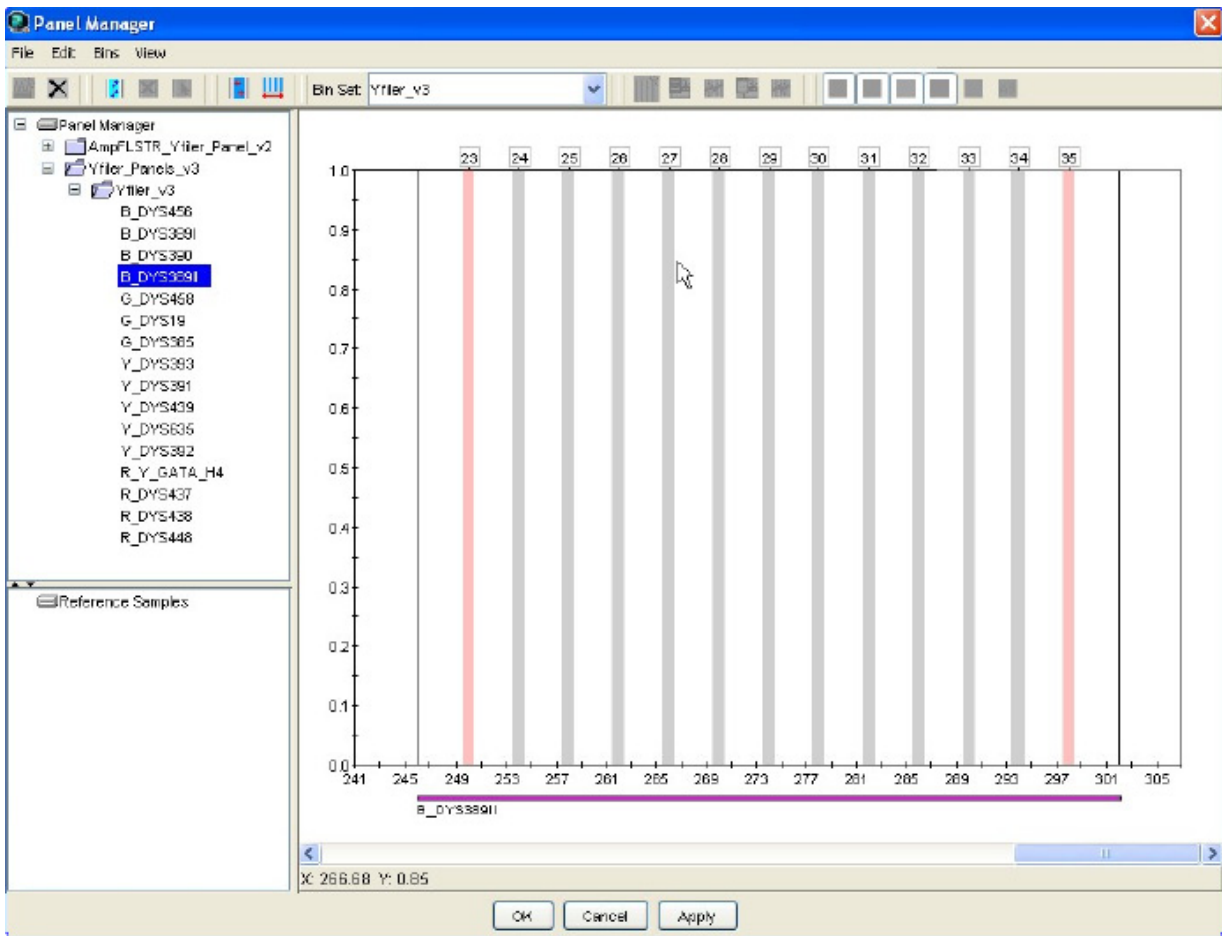 Panel Manager
File Edit Bins View
Bin Set: Yfiler_v3
Panel Manager
AmpFLSTR_Yfiler_Panel_v2
Yfiler_Panels_v3
Yfiler_v3
B_DYS456
B_DYS389I
B_DYS390
B_DYS389II
G_DYS458
G_DYS19
G_DYS385
Y_DYS393
Y_DYS391
Y_DYS439
Y_DYS635
Y_DYS392
R_Y_GATA_H4
R_DYS437
R_DYS438
R_DYS448
Reference Samples
23 24 25 26 27 28 29 30 31 32 33 34 35
1.0
0.9
0.8
0.7
0.6
0.5
0.4
0.3
0.2
0.1
0.0
241 245 249 253 257 261 265 269 273 277 281 285 289 293 297 301 305
B_DYS389II
X: 266.68 Y: 0.85
OK Cancel Apply